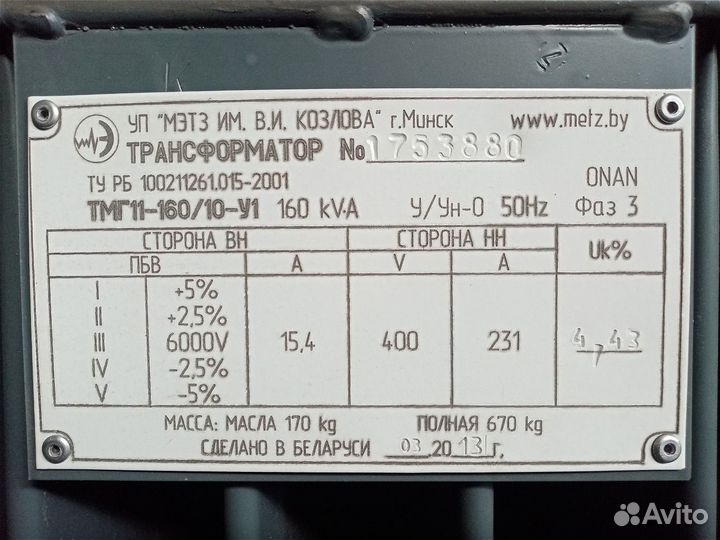 УП "МЭТЗ ИМ. В.И. КОЗЛОВА" г.Минск www.metz.by
ТРАНСФОРМАТОР № 1753880
ТУ РБ 100211261.015-2001 ONAN
ТМГ11-160/10-У1 160 kV·A У/Ун-0 50Hz Фаз 3
СТОРОНА ВН СТОРОНА НН Uk%
ПБВ A V A
I +5%
II +2,5%
III 6000V 15,4 400 231 4,43
IV -2,5%
V -5%
МАССА: МАСЛА 170 kg ПОЛНАЯ 670 kg
СДЕЛАНО В БЕЛАРУСИ 03.2013г.
Avito